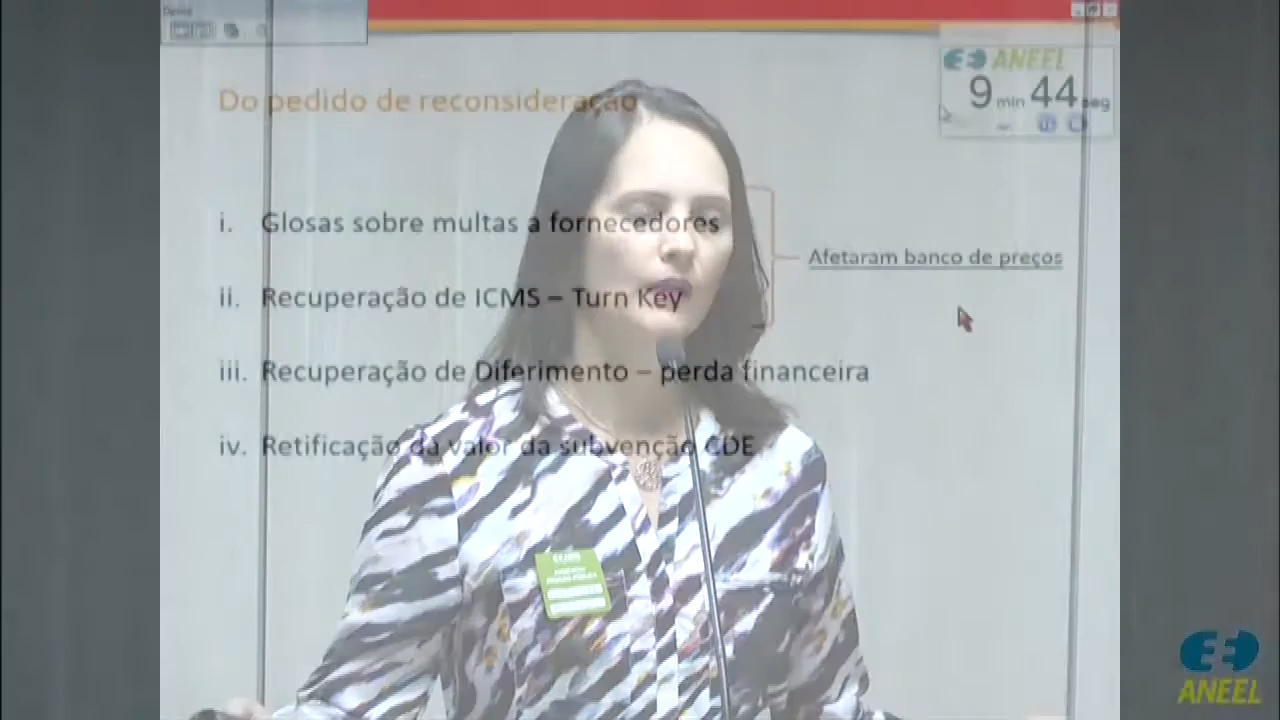 ANEEL
9 min 44 seg
Do pedido de reconsideração
i. Glosas sobre multas a fornecedores
Afetaram banco de preços
ii. Recuperação de ICMS – Turn Key
iii. Recuperação de Diferimento – perda financeira
iv. Retificação do valor da subvenção CDE
ANEEL